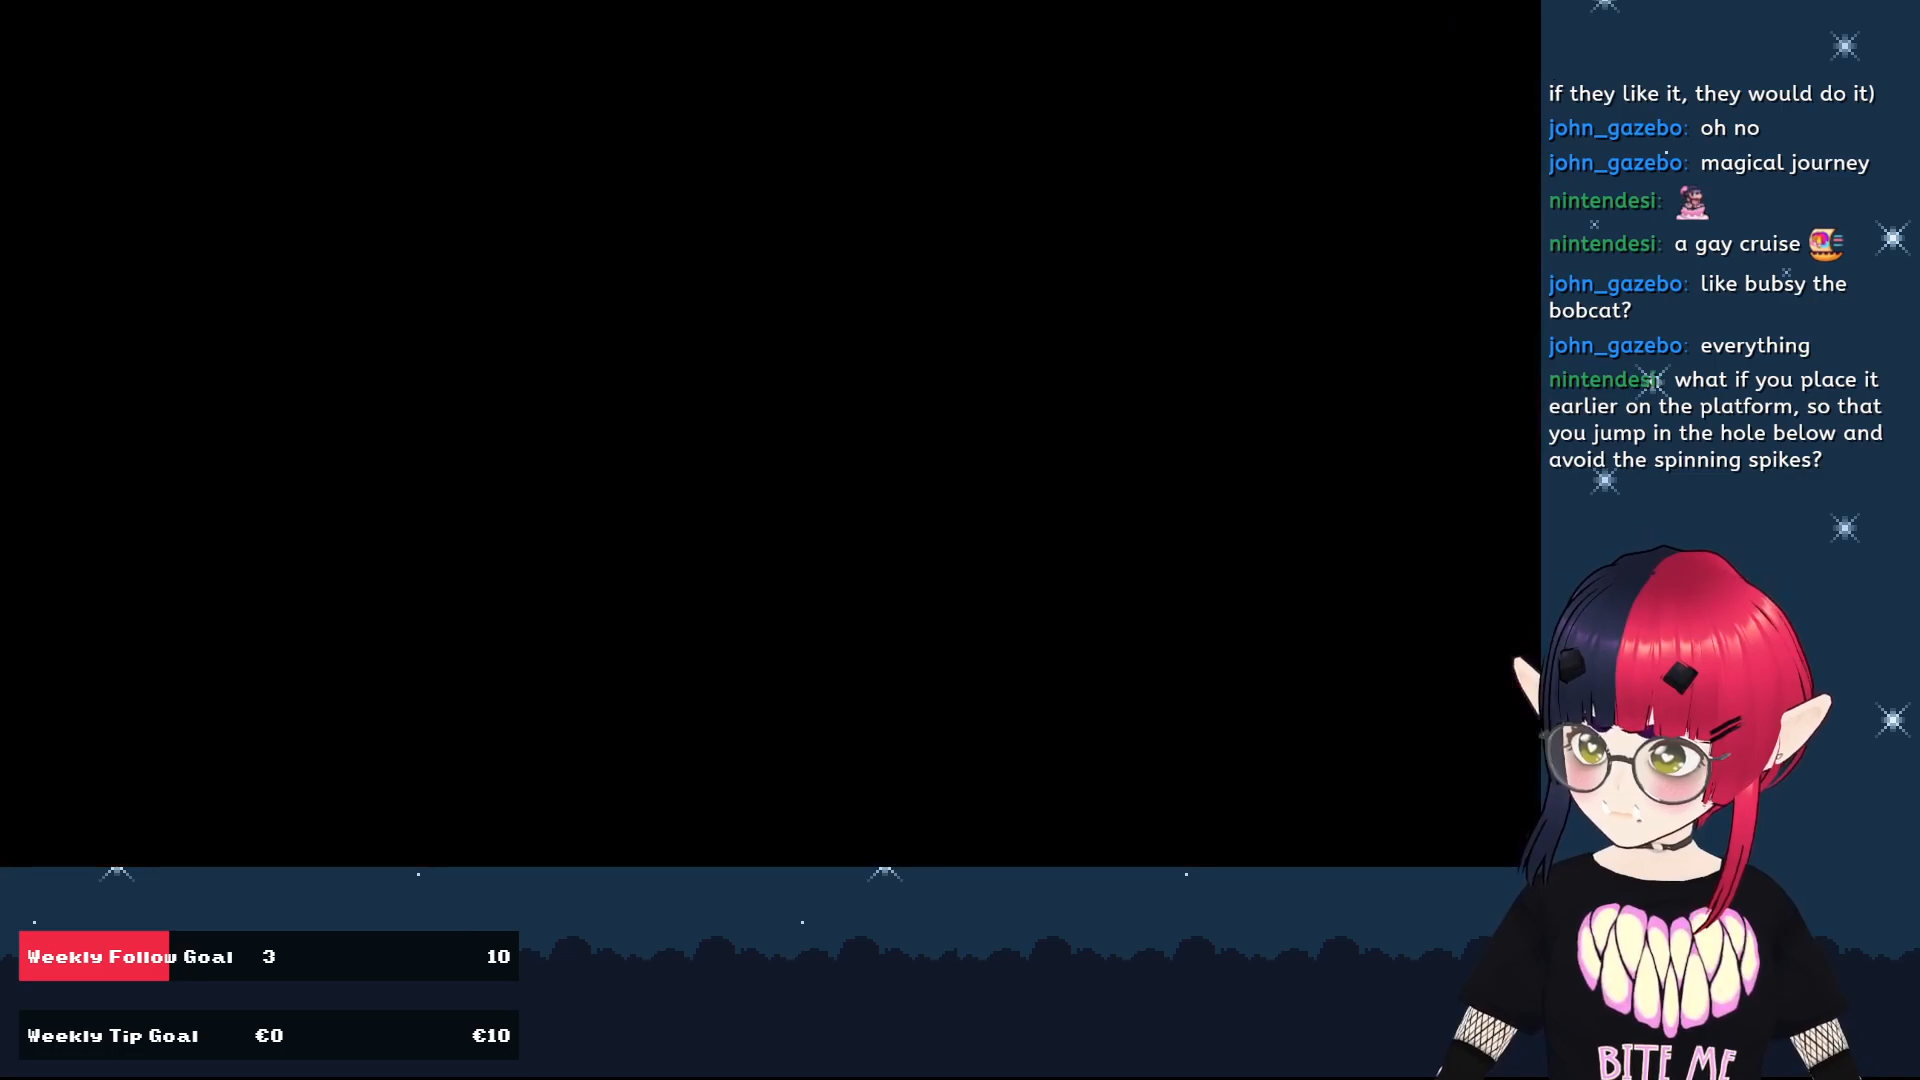 if they like it, they would do it)
john_gazebo: oh no
john_gazebo: magical journey
nintendesi:
nintendesi: a gay cruise
john_gazebo: like bubsy the
bobcat?
john_gazebo: everything
nintendesi: what if you place it
earlier on the platform, so that
you jump in the hole below and
avoid the spinning spikes?
Weekly Follow Goal 3 10
Weekly Tip Goal €0 €10
BITE ME